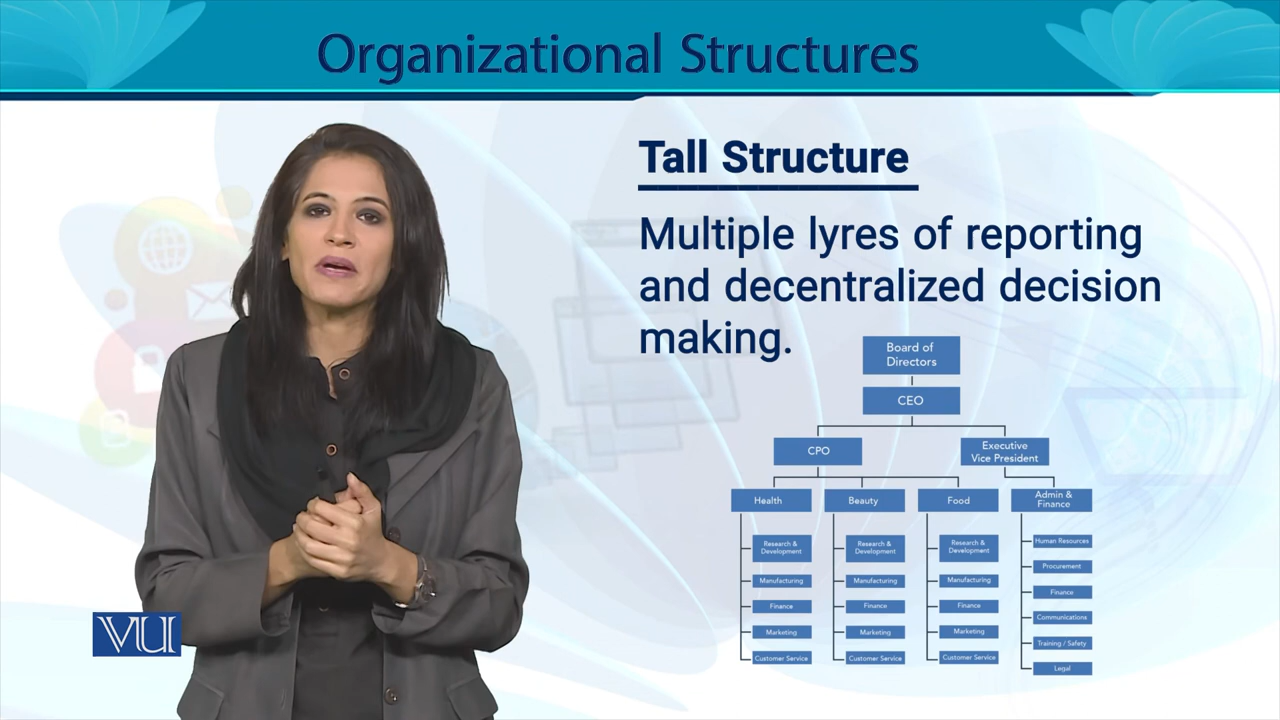 Organizational Structures
Tall Structure
Multiple lyres of reporting
and decentralized decision
making.
Board of
Directors
CEO
CPO
Executive
Vice President
Health
Beauty
Food
Admin &
Finance
Research &
Development
Manufacturing
Finance
Marketing
Customer Service
Research &
Development
Manufacturing
Finance
Marketing
Customer Service
Research &
Development
Manufacturing
Finance
Marketing
Customer Service
Human Resources
Procurement
Finance
Communications
Training / Safety
Legal
VU